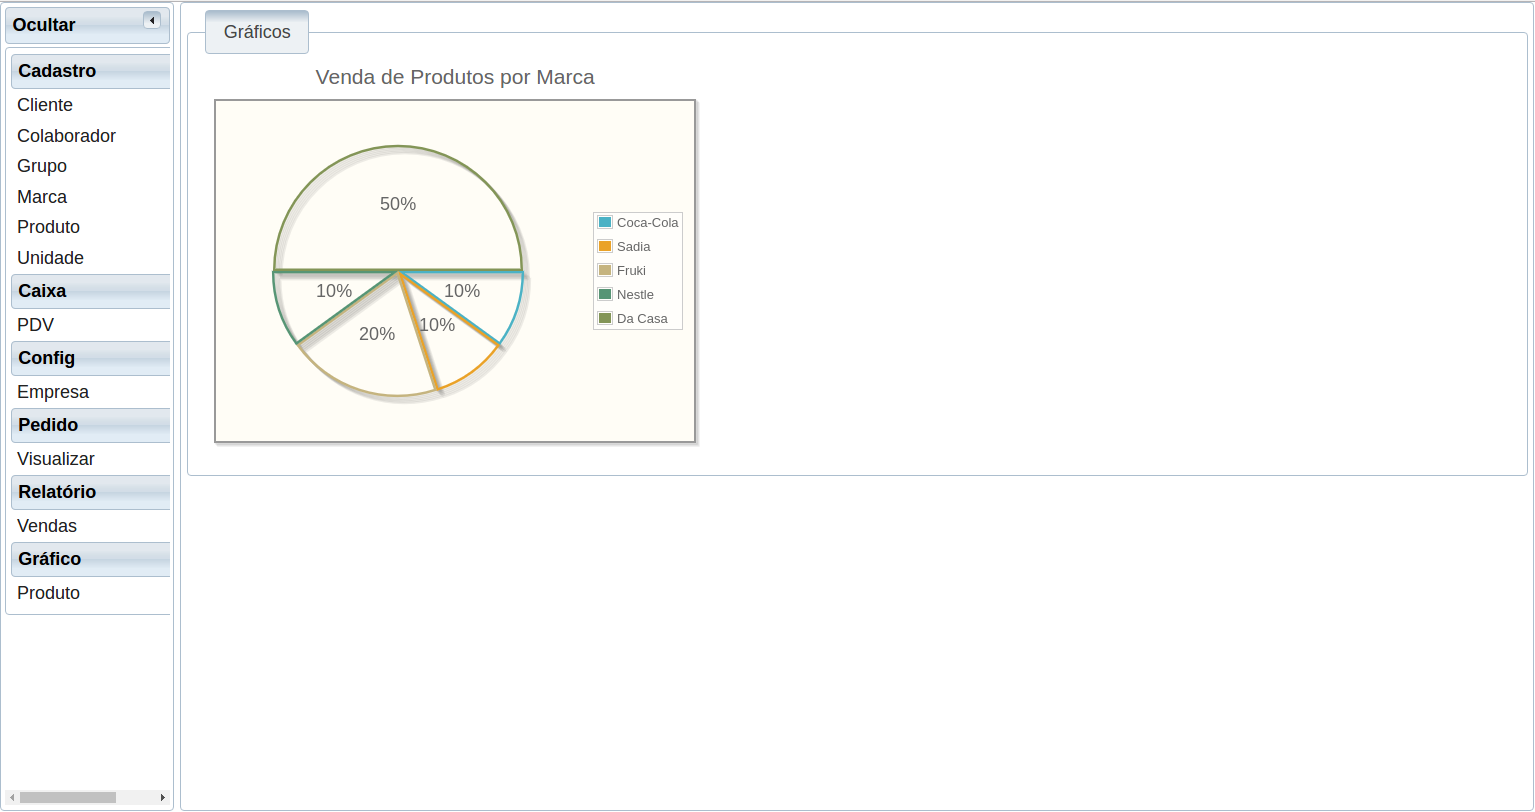 Ocultar
Cadastro
Cliente
Colaborador
Grupo
Marca
Produto
Unidade
Caixa
PDV
Config
Empresa
Pedido
Visualizar
Relatório
Vendas
Gráfico
Produto
Gráficos
Venda de Produtos por Marca
50%
10%
10%
10%
20%
Coca-Cola
Sadia
Fruki
Nestle
Da Casa